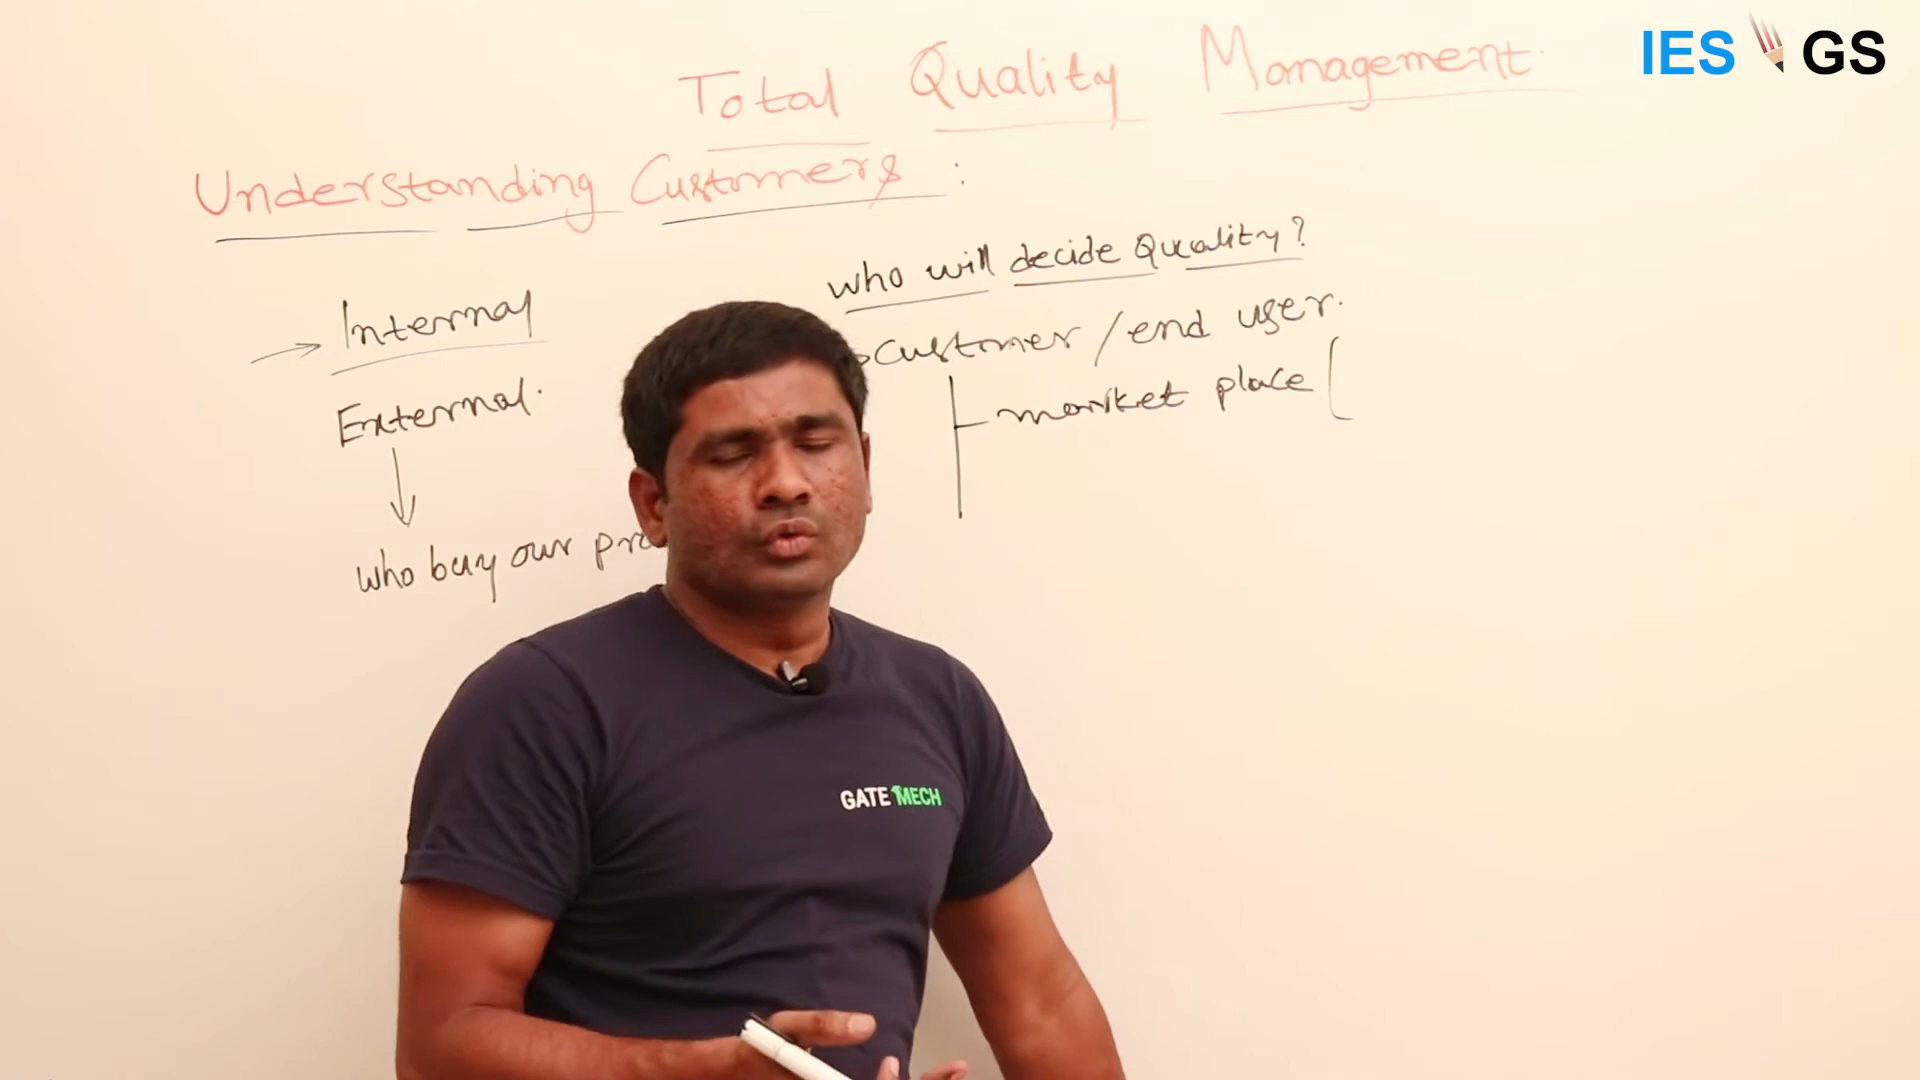 IES GS
Total Quality Management
Understanding Customers :
who will decide Quality?
Internal
customer / end user.
External.
market place (
who buy our
GATE MECH